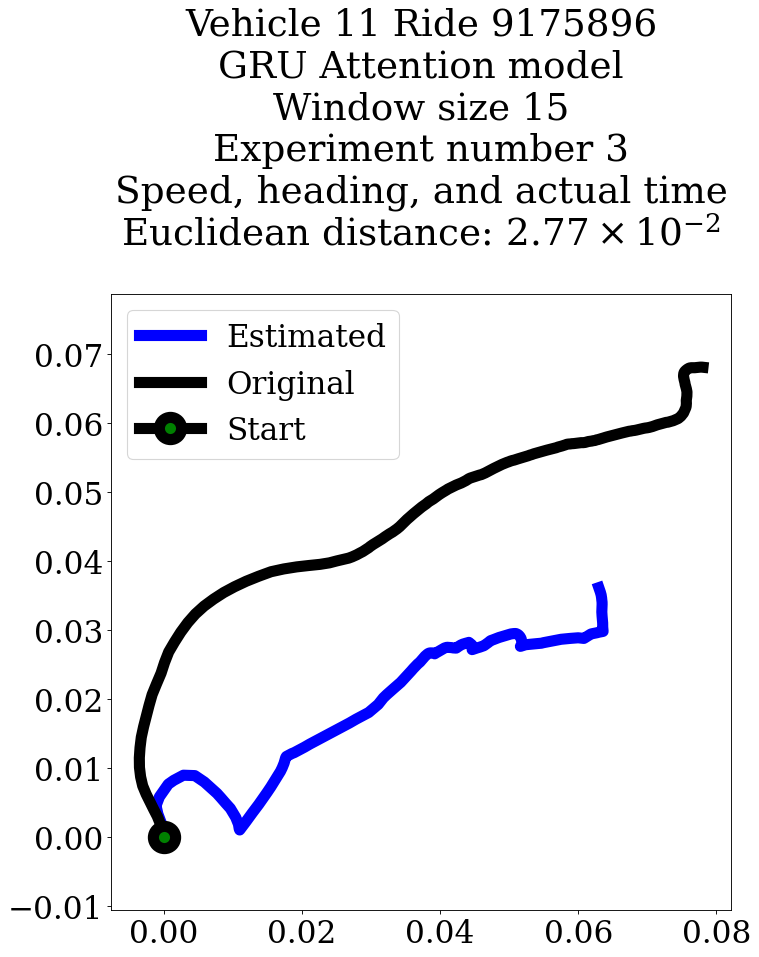 Vehicle 11 Ride 9175896
GRU Attention model
Window size 15
Experiment number 3
Speed, heading, and actual time
Euclidean distance: 2.77 × 10⁻²
Estimated
Original
Start
0.07
0.06
0.05
0.04
0.03
0.02
0.01
0.00
−0.01
0.00 0.02 0.04 0.06 0.08